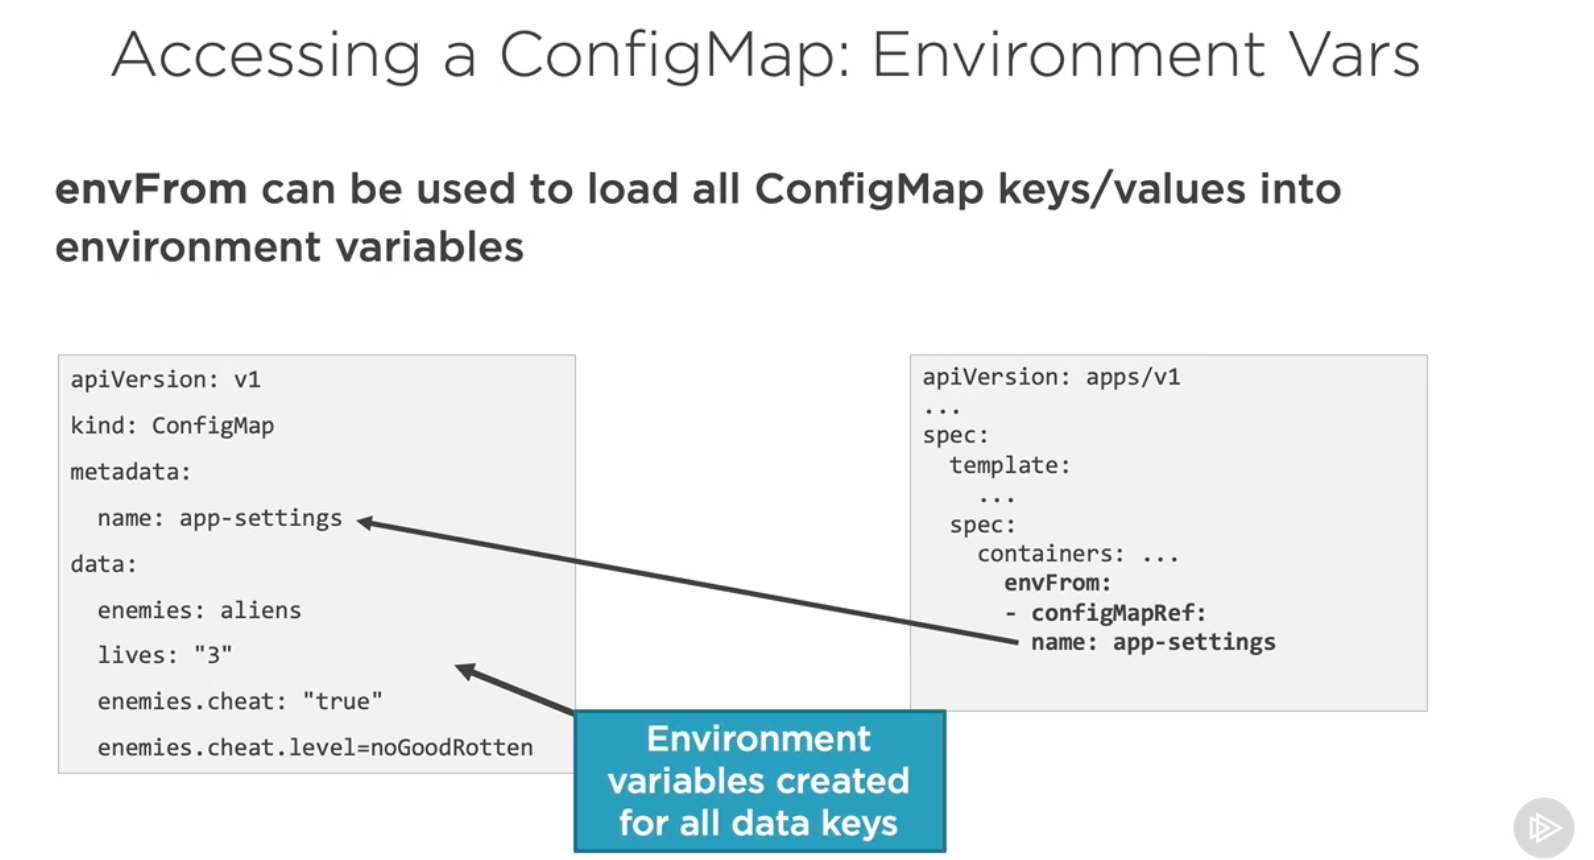 Accessing a ConfigMap: Environment Vars
envFrom can be used to load all ConfigMap keys/values into
environment variables
apiVersion: v1
kind: ConfigMap
metadata:
  name: app-settings
data:
  enemies: aliens
  lives: "3"
  enemies.cheat: "true"
  enemies.cheat.level=noGoodRotten
apiVersion: apps/v1
...
spec:
  template:
    ...
  spec:
    containers: ...
      envFrom:
      - configMapRef:
        name: app-settings
Environment
variables created
for all data keys